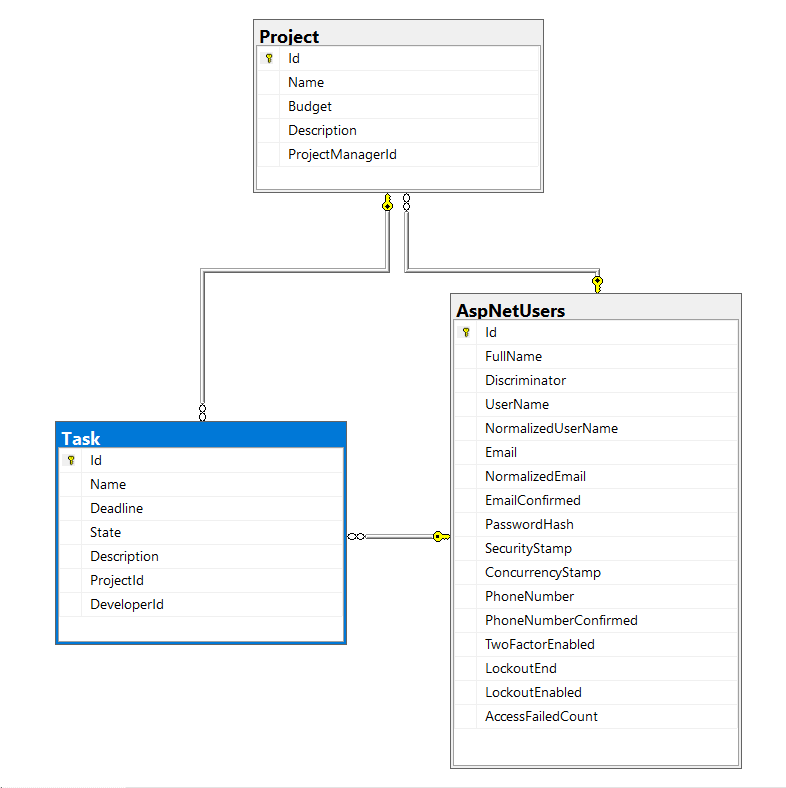 Project
Id
Name
Budget
Description
ProjectManagerId
AspNetUsers
Id
FullName
Discriminator
UserName
NormalizedUserName
Email
NormalizedEmail
EmailConfirmed
PasswordHash
SecurityStamp
ConcurrencyStamp
PhoneNumber
PhoneNumberConfirmed
TwoFactorEnabled
LockoutEnd
LockoutEnabled
AccessFailedCount
Task
Id
Name
Deadline
State
Description
ProjectId
DeveloperId